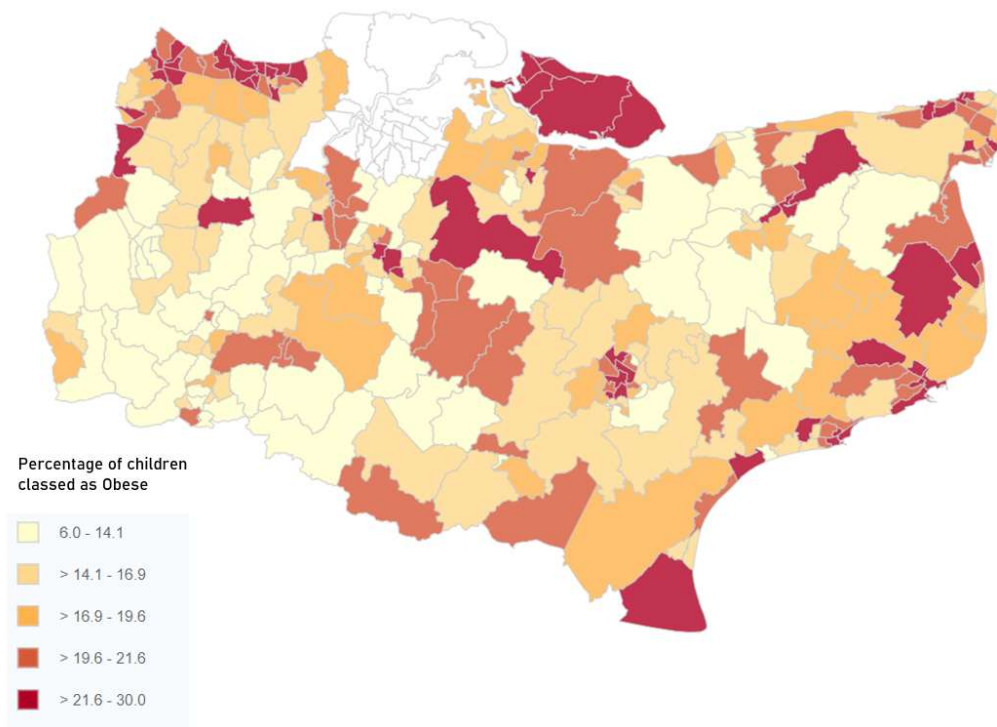 Percentage of children
classed as Obese
6.0 - 14.1
> 14.1 - 16.9
> 16.9 - 19.6
> 19.6 - 21.6
> 21.6 - 30.0